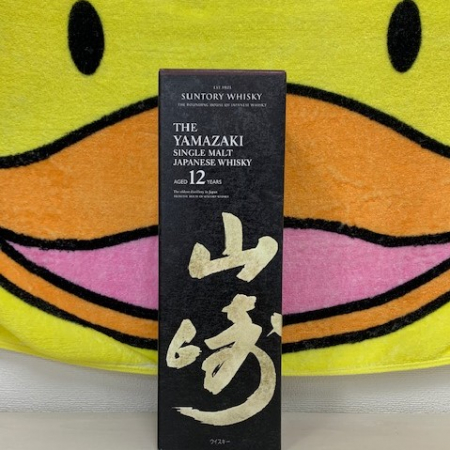 EST. 1923
SUNTORY WHISKY
THE
YAMAZAKI
SINGLE MALT
JAPANESE WHISKY
AGED 12 YEARS
山崎
ウイスキー